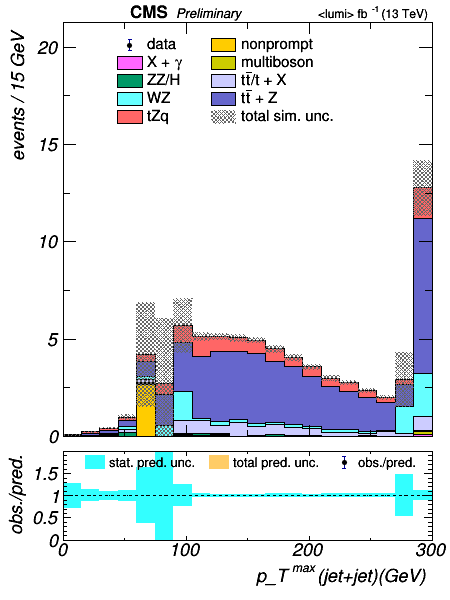 CMS Preliminary <lumi> fb ⁻¹ (13 TeV)
events / 15 GeV
20
15
10
5
0
data
X + γ
ZZ/H
WZ
tZq
nonprompt
multiboson
tt̄/t + X
tt̄ + Z
total sim. unc.
obs./pred.
1.5
1
0.5
0
stat. pred. unc. total pred. unc. obs./pred.
0 100 200 300
p_T ᵐᵃˣ (jet+jet)(GeV)